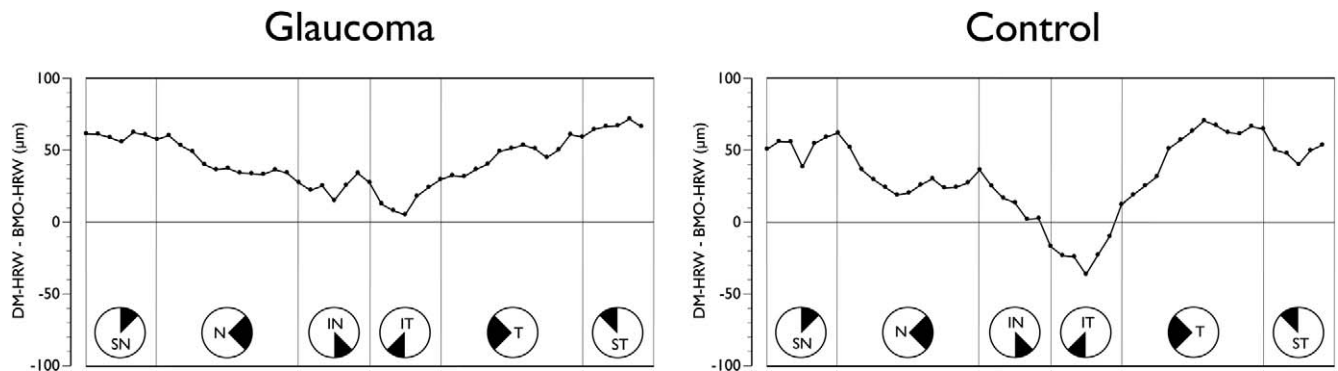 Glaucoma
DM-HRW - BMO-HRW (µm)
100
50
0
-50
-100
SN
N
IN
IT
T
ST
Control
DM-HRW - BMO-HRW (µm)
100
50
0
-50
-100
SN
N
IN
IT
T
ST